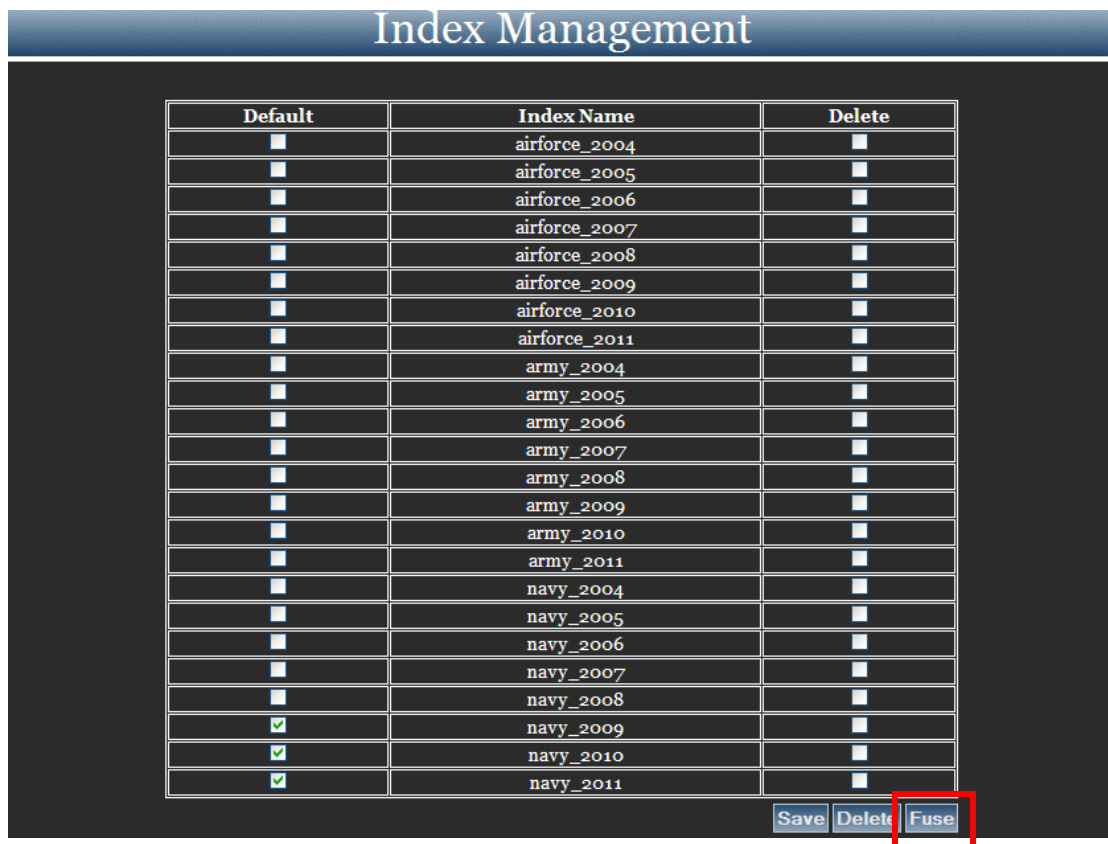 Index Management
Default Index Name Delete
airforce_2004
airforce_2005
airforce_2006
airforce_2007
airforce_2008
airforce_2009
airforce_2010
airforce_2011
army_2004
army_2005
army_2006
army_2007
army_2008
army_2009
army_2010
army_2011
navy_2004
navy_2005
navy_2006
navy_2007
navy_2008
navy_2009
navy_2010
navy_2011
Save Delete Fuse